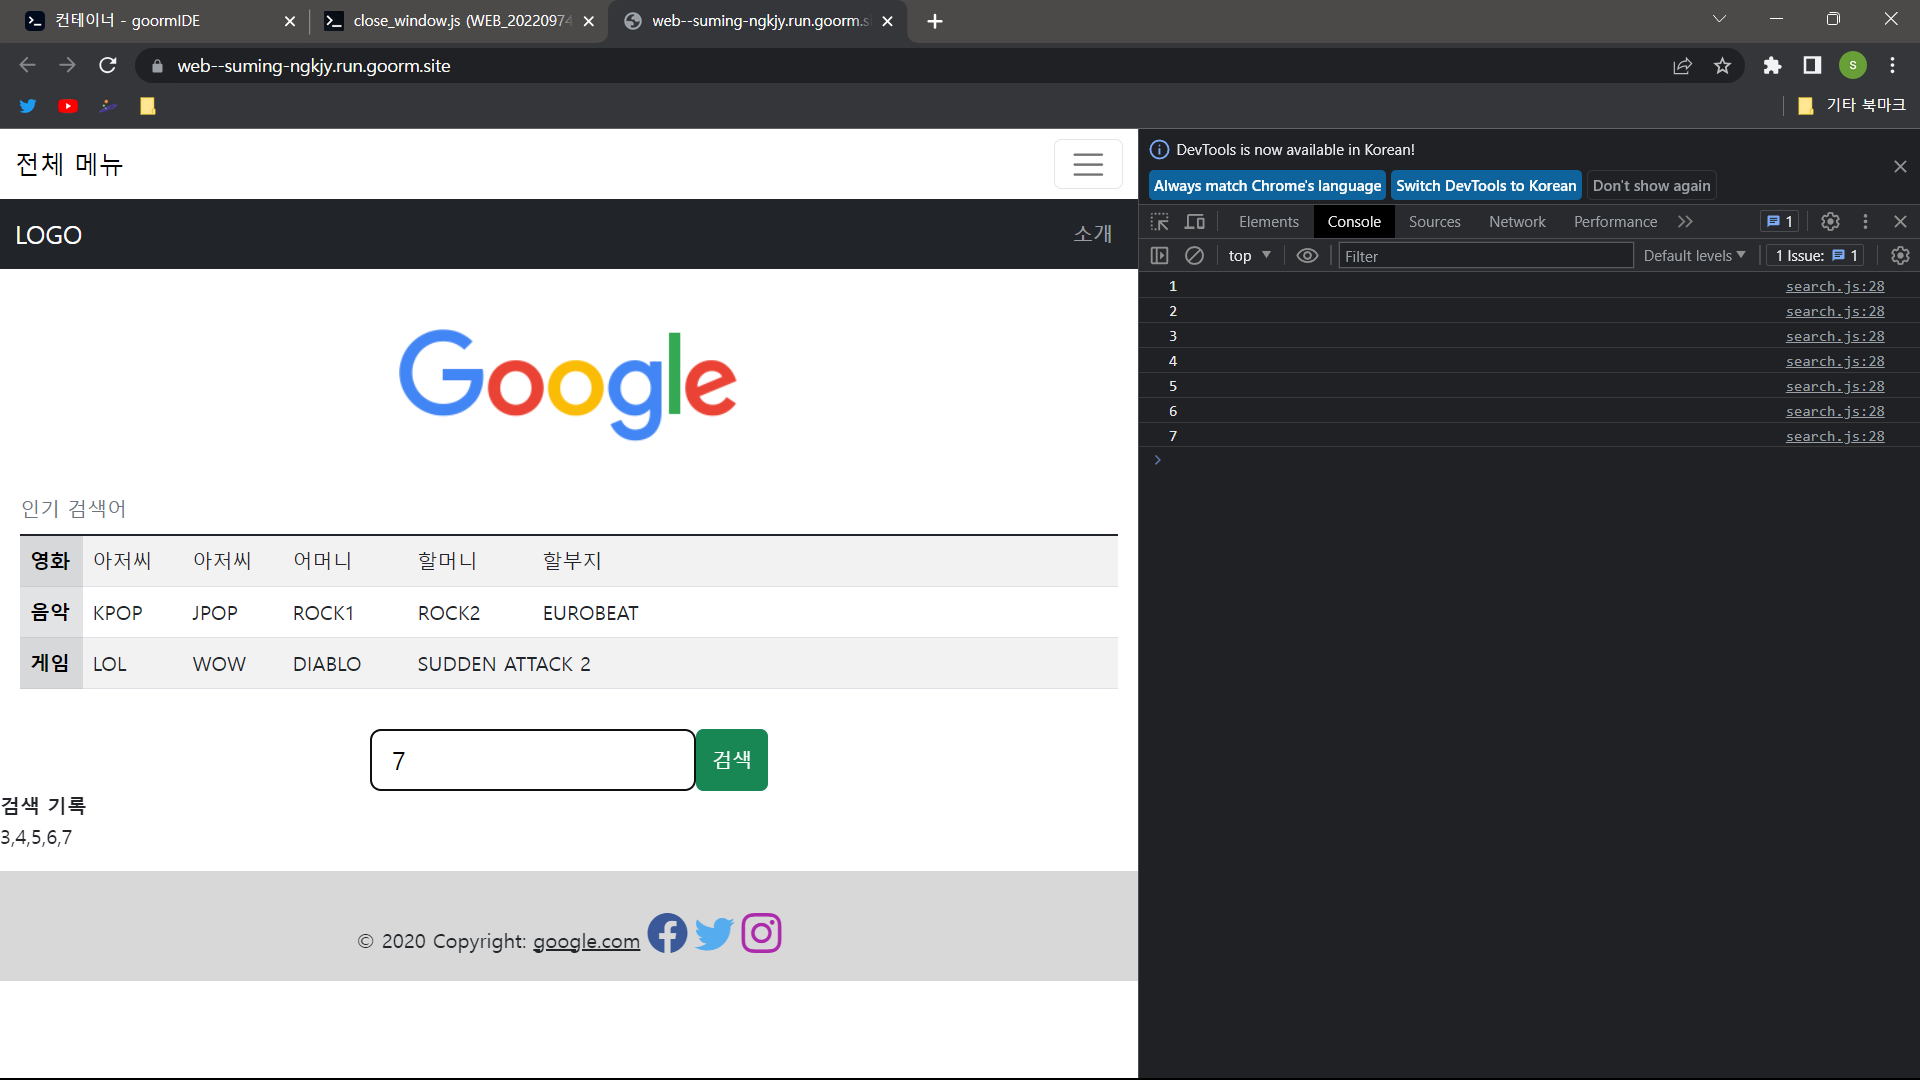 컨테이너 - goormIDE
close_window.js (WEB_20220974
web--suming-ngkjy.run.goorm.s
web--suming-ngkjy.run.goorm.site
S
기타 북마크
전체 메뉴
LOGO
소개
Google
인기 검색어
영화 아저씨 아저씨 어머니 할머니 할부지
음악 KPOP JPOP ROCK1 ROCK2 EUROBEAT
게임 LOL WOW DIABLO SUDDEN ATTACK 2
7
검색
검색 기록
3,4,5,6,7
© 2020 Copyright: google.com
DevTools is now available in Korean!
Always match Chrome's language
Switch DevTools to Korean
Don't show again
Elements Console Sources Network Performance
1
top
Filter
Default levels
1 Issue: 1
1 search.js:28
2 search.js:28
3 search.js:28
4 search.js:28
5 search.js:28
6 search.js:28
7 search.js:28